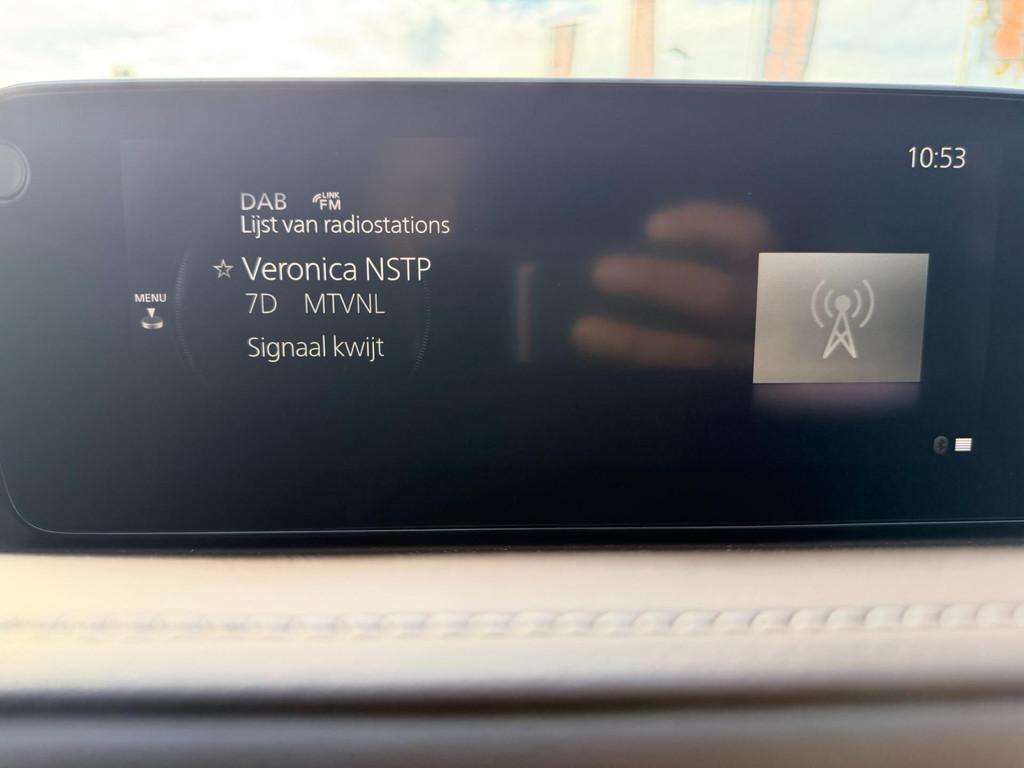 10:53
DAB LINK FM
Lijst van radiostations
Veronica NSTP
MENU
7D MTVNL
Signaal kwijt